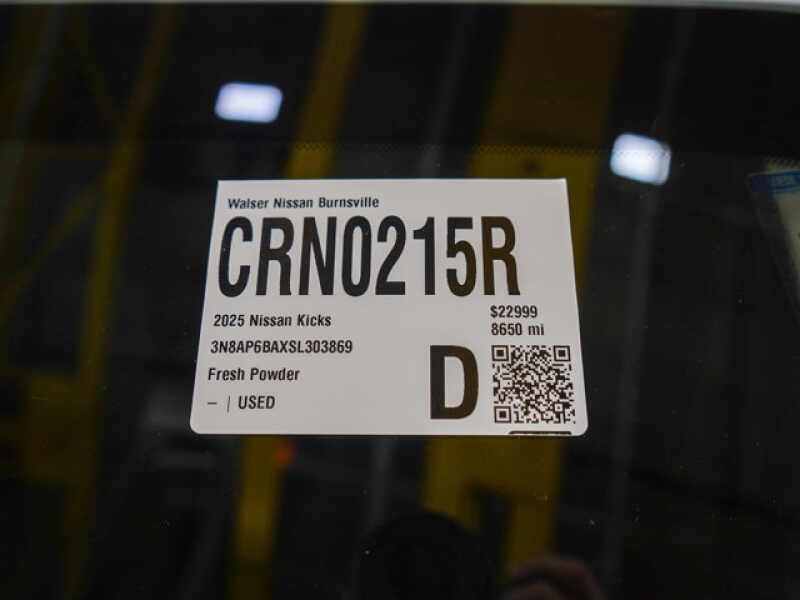 Walser Nissan Burnsville
CRN0215R
2025 Nissan Kicks
$22999
8650 mi
3N8AP6BAXSL303869
Fresh Powder
– | USED
D